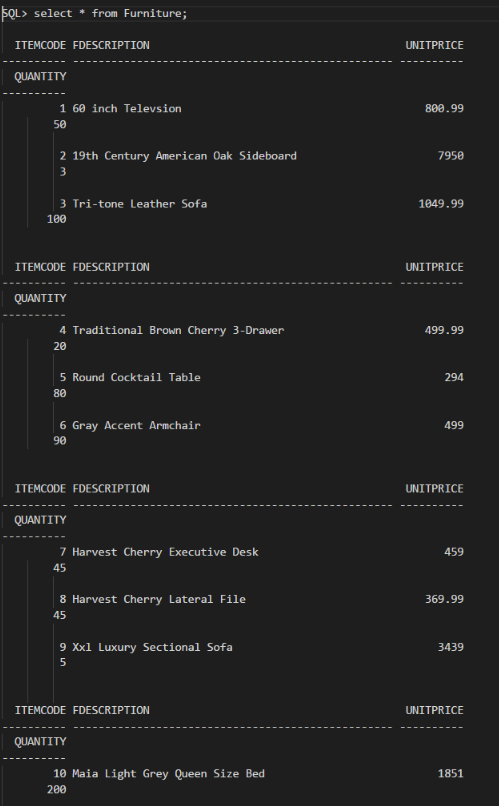 SQL> select * from Furniture;
ITEMCODE FDESCRIPTION UNITPRICE
---------- -------------------------------------------------- ----------
QUANTITY
----------
1 60 inch Televsion 800.99
50
2 19th Century American Oak Sideboard 7950
3
3 Tri-tone Leather Sofa 1049.99
100
ITEMCODE FDESCRIPTION UNITPRICE
---------- -------------------------------------------------- ----------
QUANTITY
----------
4 Traditional Brown Cherry 3-Drawer 499.99
20
5 Round Cocktail Table 294
80
6 Gray Accent Armchair 499
90
ITEMCODE FDESCRIPTION UNITPRICE
---------- -------------------------------------------------- ----------
QUANTITY
----------
7 Harvest Cherry Executive Desk 459
45
8 Harvest Cherry Lateral File 369.99
45
9 Xxl Luxury Sectional Sofa 3439
5
ITEMCODE FDESCRIPTION UNITPRICE
---------- -------------------------------------------------- ----------
QUANTITY
----------
10 Maia Light Grey Queen Size Bed 1851
200